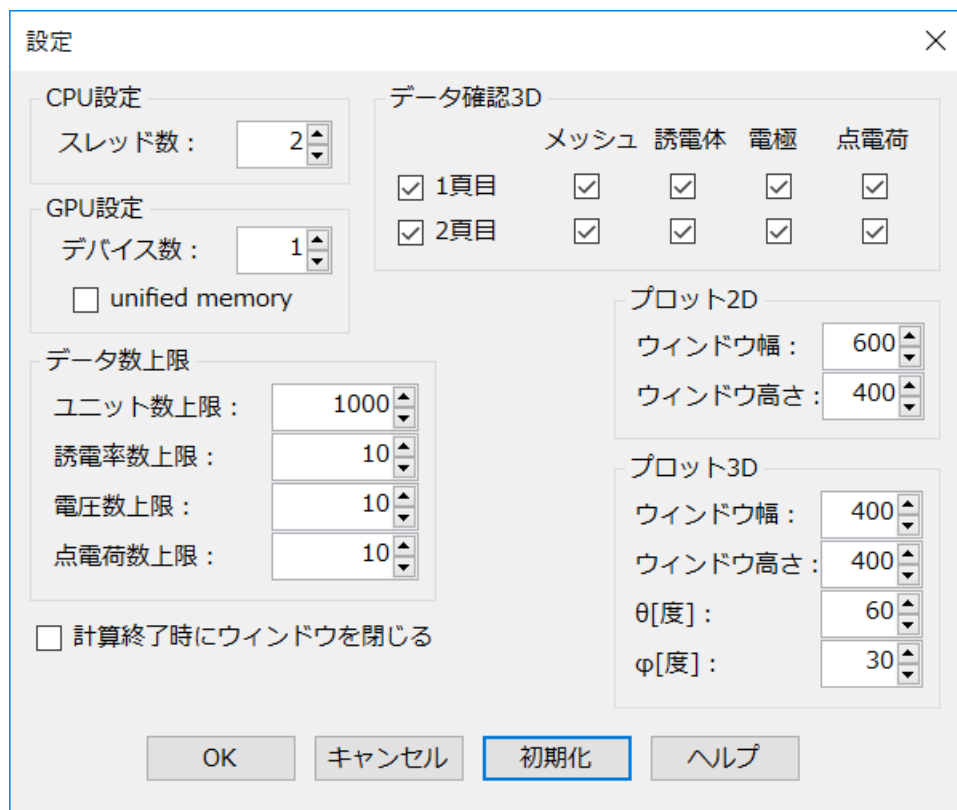 設定
CPU設定
スレッド数： 2
GPU設定
デバイス数： 1
unified memory
データ数上限
ユニット数上限： 1000
誘電率数上限： 10
電圧数上限： 10
点電荷数上限： 10
計算終了時にウィンドウを閉じる
データ確認3D
メッシュ 誘電体 電極 点電荷
1頁目
2頁目
プロット2D
ウィンドウ幅： 600
ウィンドウ高さ： 400
プロット3D
ウィンドウ幅： 400
ウィンドウ高さ： 400
θ[度]： 60
φ[度]： 30
OK キャンセル 初期化 ヘルプ